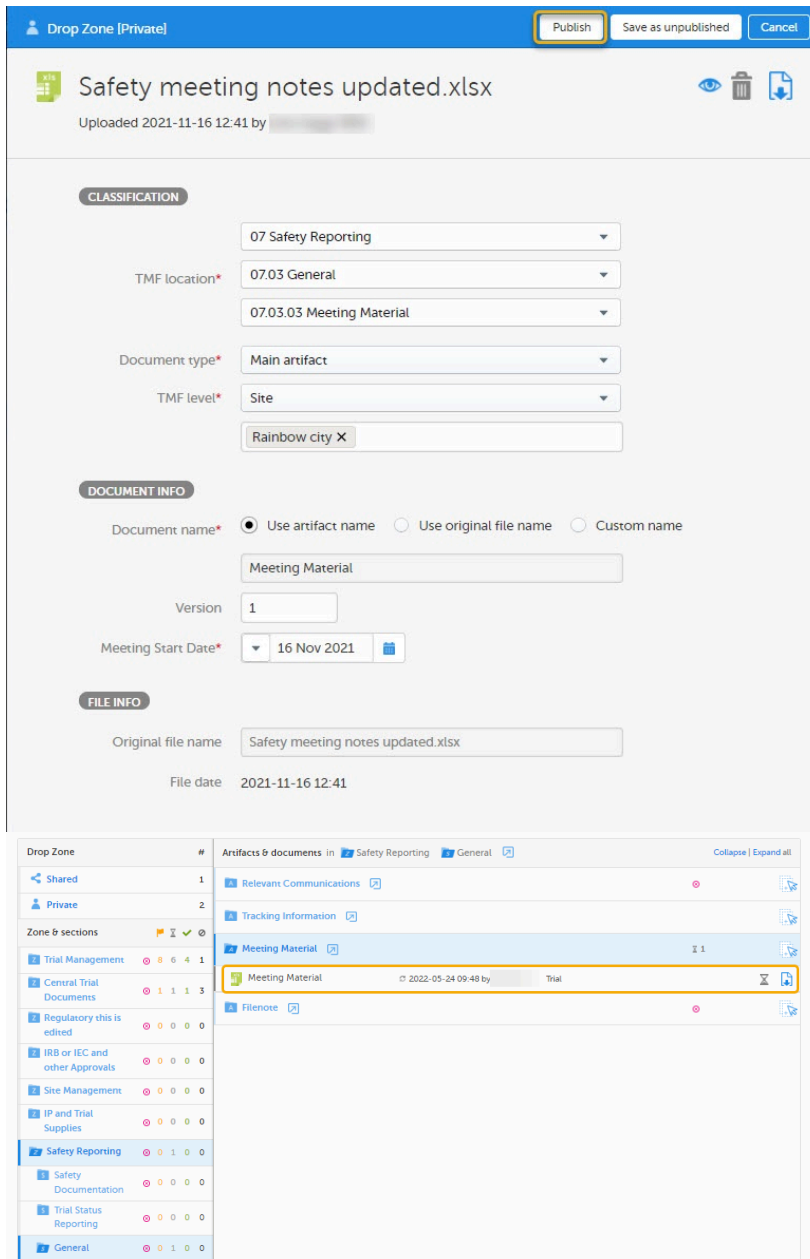 Drop Zone [Private]
Publish
Save as unpublished
Cancel
xls
Safety meeting notes updated.xlsx
Uploaded 2021-11-16 12:41 by
CLASSIFICATION
07 Safety Reporting
TMF location* 07.03 General
07.03.03 Meeting Material
Document type* Main artifact
TMF level* Site
Rainbow city X
DOCUMENT INFO
Document name* Use artifact name Use original file name Custom name
Meeting Material
Version 1
Meeting Start Date* 16 Nov 2021
FILE INFO
Original file name Safety meeting notes updated.xlsx
File date 2021-11-16 12:41
Drop Zone #
Shared 1
Private 2
Zone & sections
Z Trial Management 8 6 4 1
Z Central Trial
Documents 1 1 1 3
Z Regulatory this is
edited 0 0 0 0
Z IRB or IEC and
other Approvals 0 0 0 0
Z Site Management 0 0 0 0
Z IP and Trial
Supplies 0 0 0 0
Z Safety Reporting 0 1 0 0
S Safety
Documentation 0 0 0 0
S Trial Status
Reporting 0 0 0 0
S General 0 1 0 0
Artifacts & documents in Z Safety Reporting S General
Collapse | Expand all
A Relevant Communications
A Tracking Information
A Meeting Material 1
Meeting Material 2022-05-24 09:48 by Trial
A Filenote